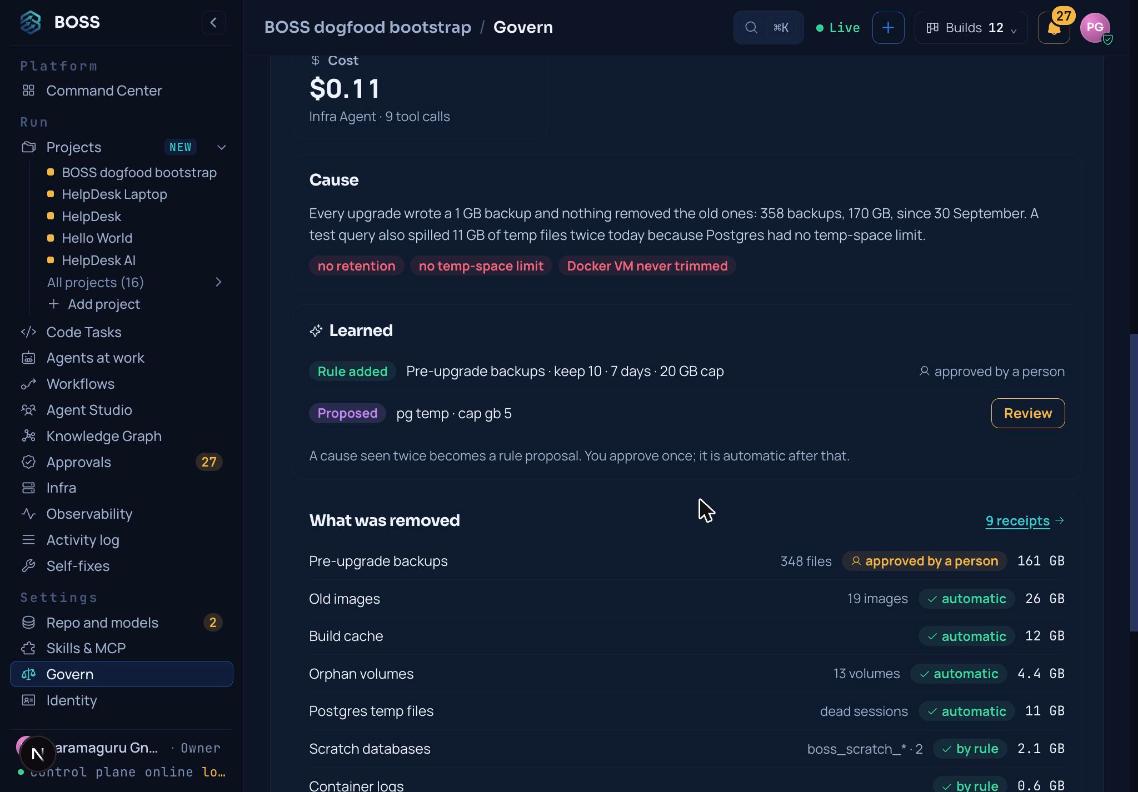 BOSS
BOSS dogfood bootstrap / Govern
⌘K
Live
+
Builds 12
27
PG
Platform
Command Center
Run
Projects NEW
BOSS dogfood bootstrap
HelpDesk Laptop
HelpDesk
Hello World
HelpDesk AI
All projects (16)
+ Add project
Code Tasks
Agents at work
Workflows
Agent Studio
Knowledge Graph
Approvals 27
Infra
Observability
Activity log
Self-fixes
Settings
Repo and models 2
Skills & MCP
Govern
Identity
N
aramaguru Gn… · Owner
ontrol plane online lo…
$ Cost
$0.11
Infra Agent · 9 tool calls
Cause
Every upgrade wrote a 1 GB backup and nothing removed the old ones: 358 backups, 170 GB, since 30 September. A
test query also spilled 11 GB of temp files twice today because Postgres had no temp-space limit.
no retention no temp-space limit Docker VM never trimmed
Learned
Rule added Pre-upgrade backups · keep 10 · 7 days · 20 GB cap approved by a person
Proposed pg temp · cap gb 5 Review
A cause seen twice becomes a rule proposal. You approve once; it is automatic after that.
What was removed 9 receipts →
Pre-upgrade backups 348 files approved by a person 161 GB
Old images 19 images ✓ automatic 26 GB
Build cache ✓ automatic 12 GB
Orphan volumes 13 volumes ✓ automatic 4.4 GB
Postgres temp files dead sessions ✓ automatic 11 GB
Scratch databases boss_scratch_* · 2 ✓ by rule 2.1 GB
Container logs ✓ by rule 0.6 GB